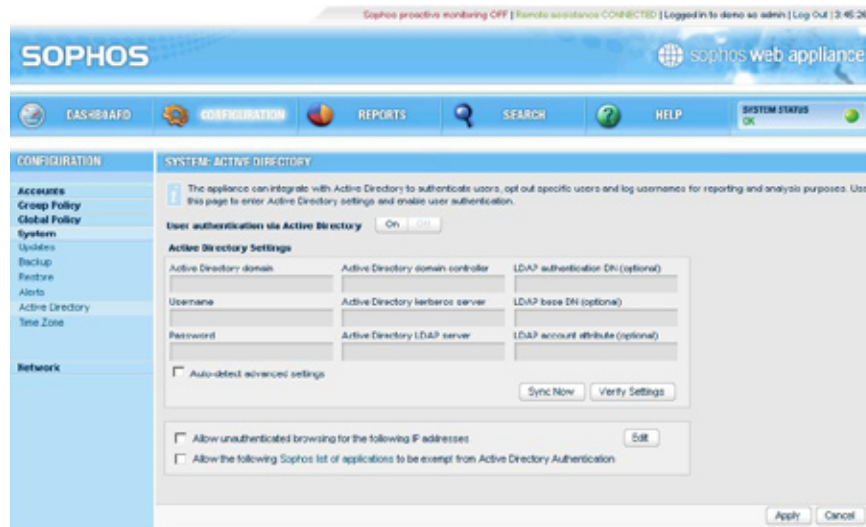 Sophos proactive monitoring OFF | Remote assistance CONNECTED | Logged in to demo as admin | Log Out | 3:45:26
SOPHOS
sophos web appliance
DASHBOARD
CONFIGURATION
REPORTS
SEARCH
HELP
SYSTEM STATUS
OK
CONFIGURATION
Accounts
Group Policy
Global Policy
System
Updates
Backup
Restore
Alerts
Active Directory
Time Zone
Network
SYSTEM: ACTIVE DIRECTORY
The appliance can integrate with Active Directory to authenticate users, opt out specific users and log usernames for reporting and analysis purposes. Use
this page to enter Active Directory settings and enable user authentication.
User authentication via Active Directory On Off
Active Directory Settings
Active Directory domain Active Directory domain controller LDAP authentication DN (optional)
Username Active Directory kerberos server LDAP base DN (optional)
Password Active Directory LDAP server LDAP account attribute (optional)
Auto-detect advanced settings
Sync Now Verify Settings
Allow unauthenticated browsing for the following IP addresses Edit
Allow the following Sophos list of applications to be exempt from Active Directory Authentication
Apply Cancel